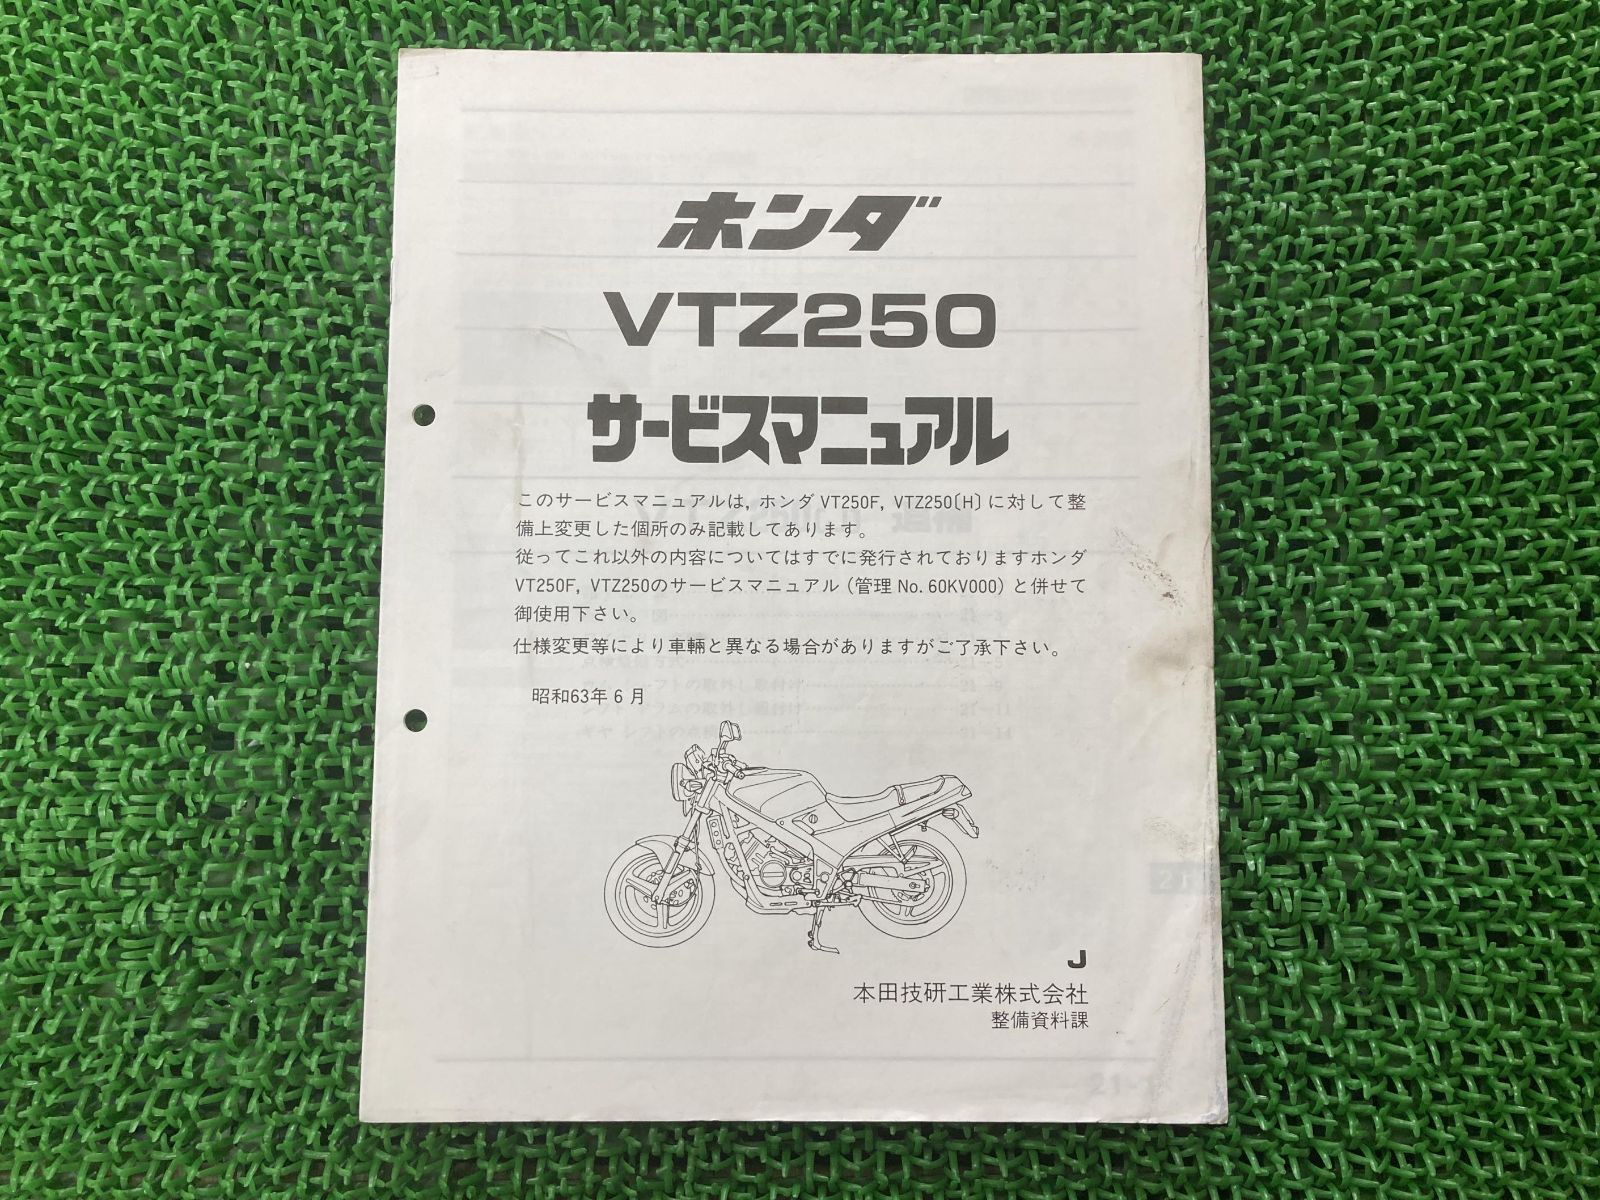 ホンダ
VTZ250
サービスマニュアル
このサービスマニュアルは, ホンダ VT250F, VTZ250〔H〕に対して整
備上変更した個所のみ記載してあります。
従ってこれ以外の内容についてはすでに発行されておりますホンダ
VT250F, VTZ250のサービスマニュアル (管理 No. 60KV000) と併せて
御使用下さい。
仕様変更等により車輛と異なる場合がありますがご了承下さい。
昭和63年 6 月
J
本田技研工業株式会社
整備資料課